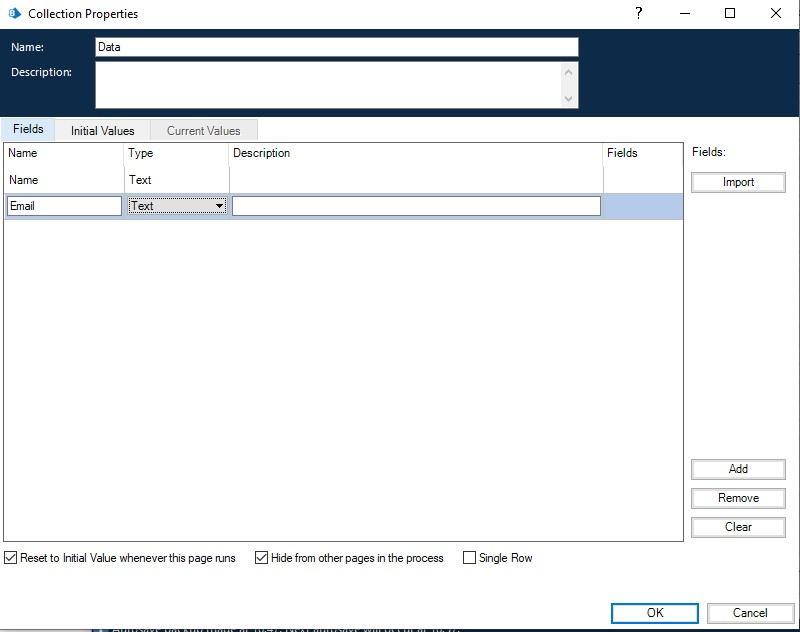 Collection Properties
?
Name: Data
Description:
Fields Initial Values Current Values
Name Type Description Fields
Fields:
Name Text
Import
Email Text
Add
Remove
Clear
Reset to Initial Value whenever this page runs Hide from other pages in the process Single Row
OK Cancel